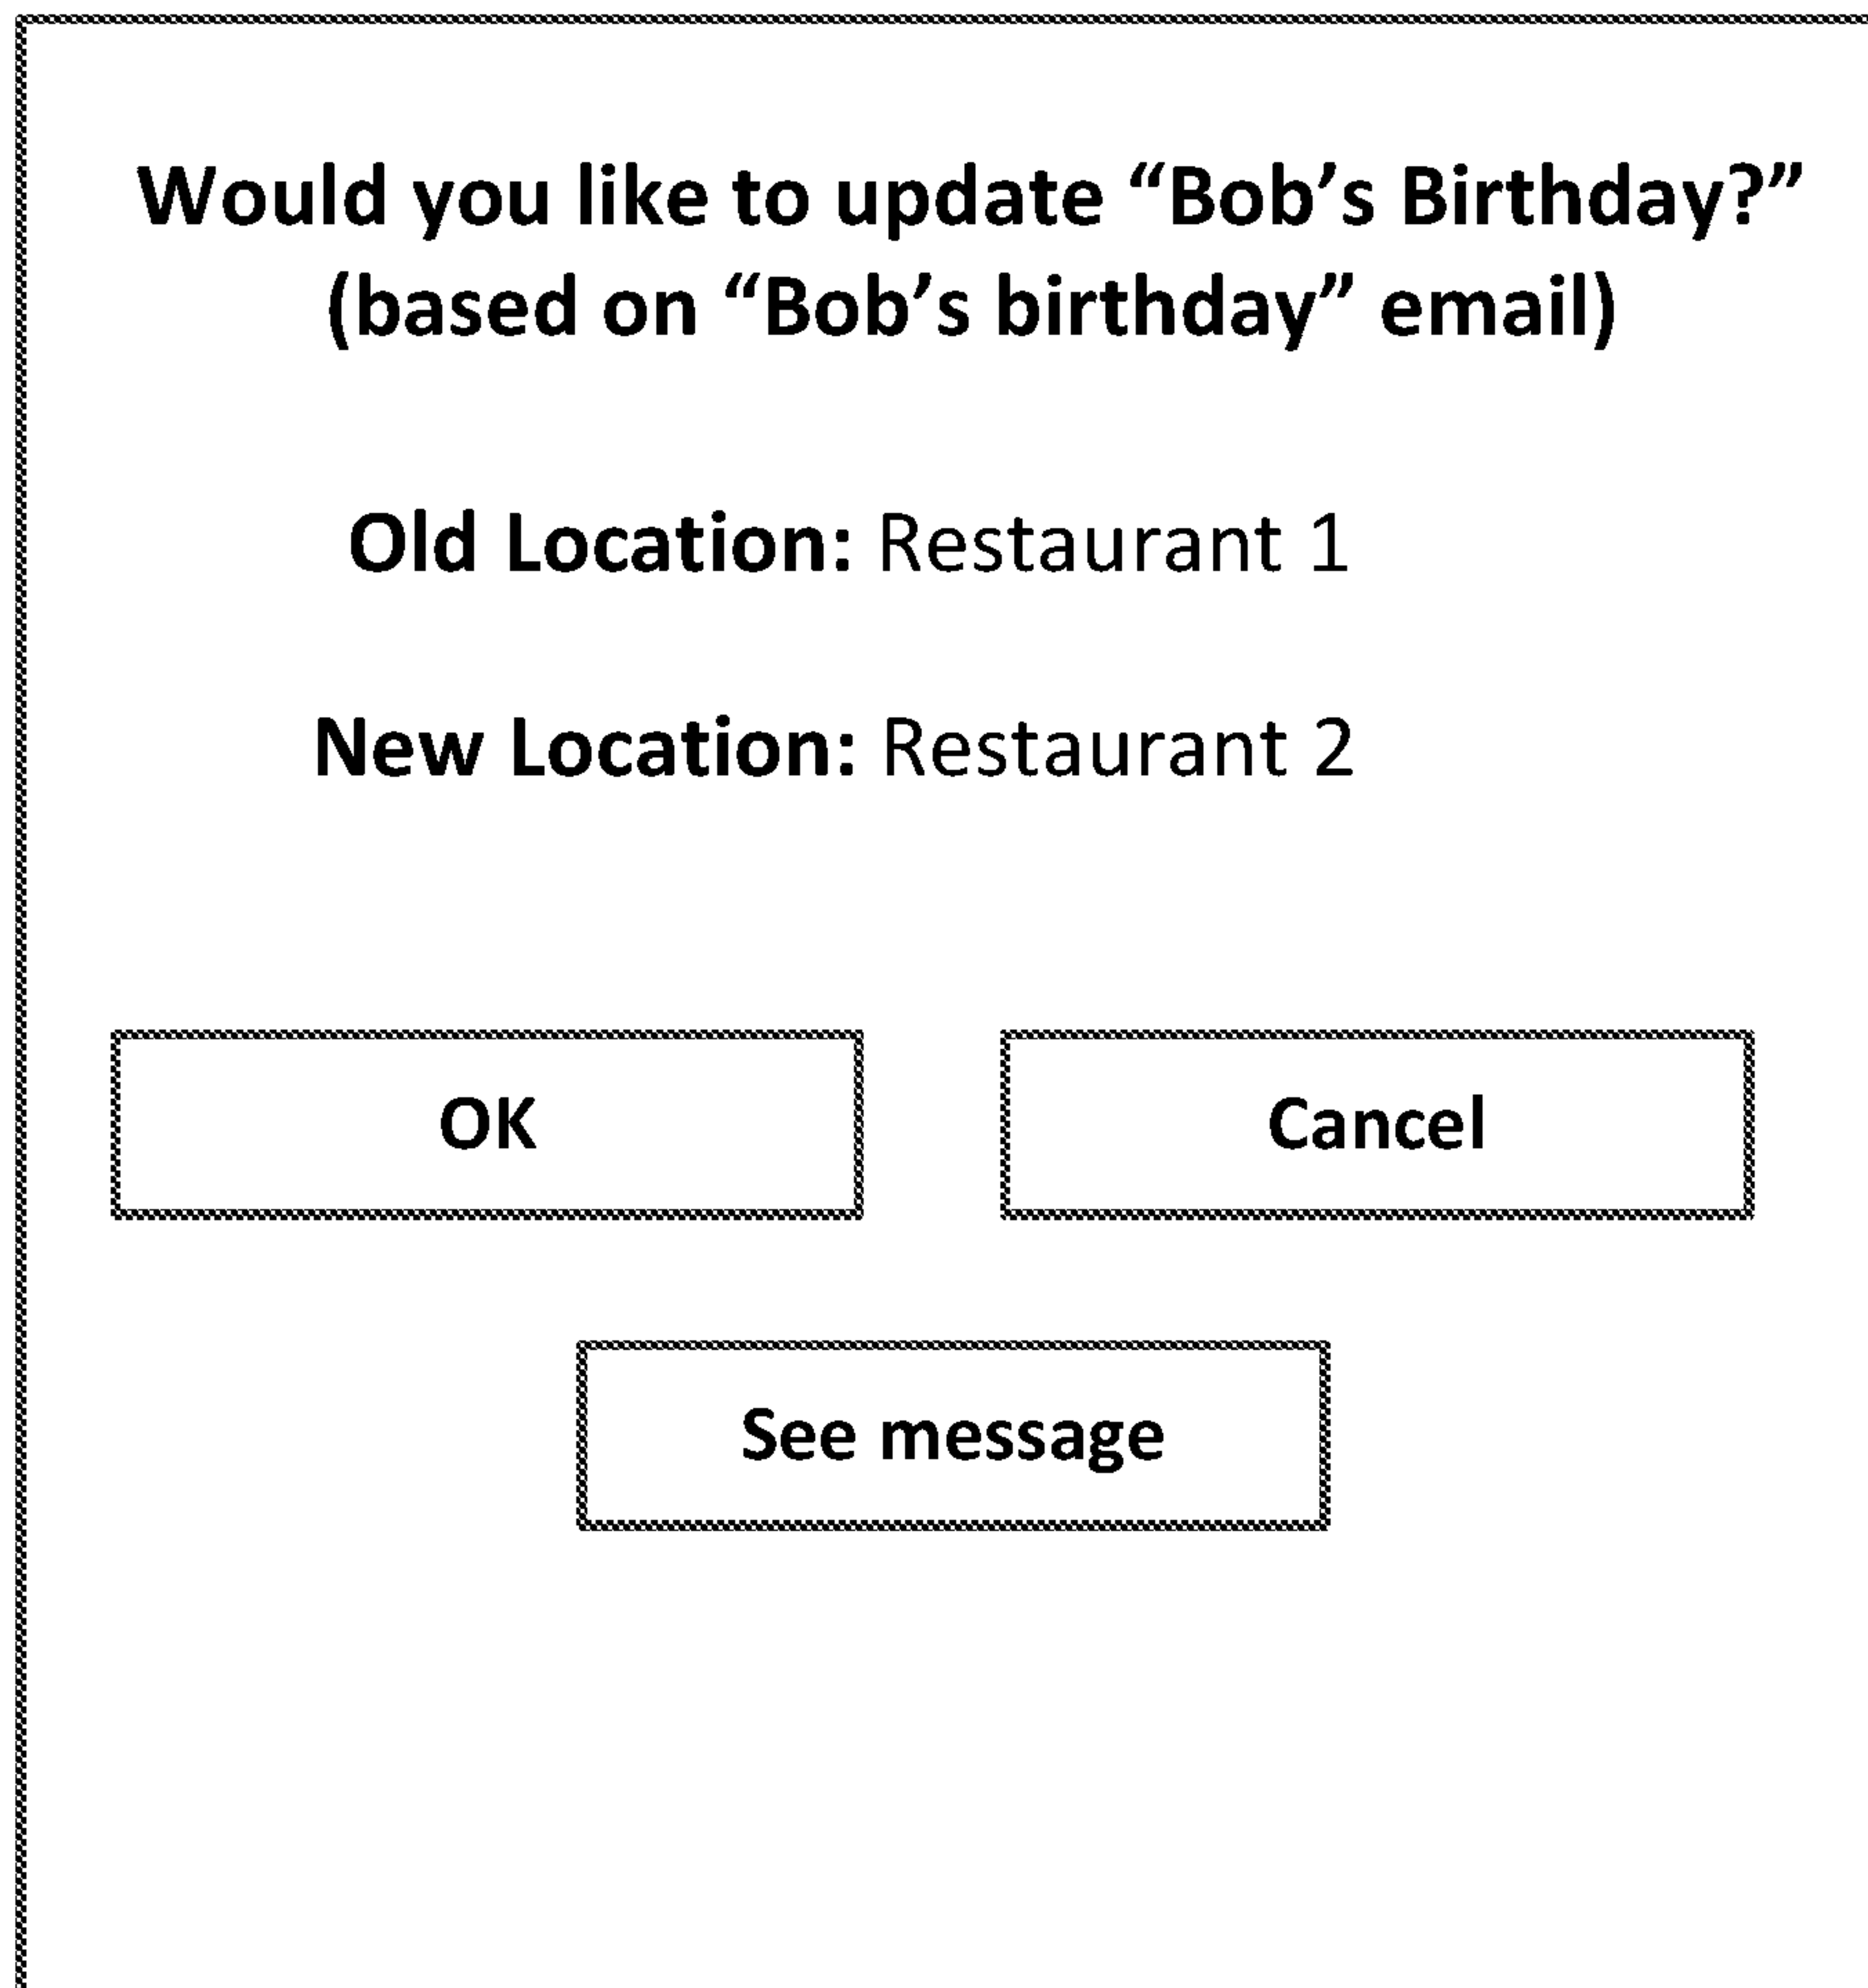 Would you like to update “Bob’s Birthday?”
(based on “Bob’s birthday” email)
Old Location: Restaurant 1
New Location: Restaurant 2
OK
Cancel
See message